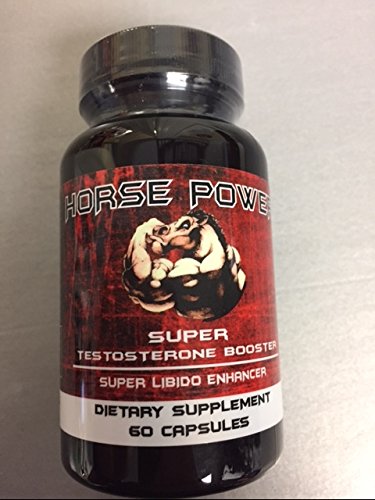 HORSE POWER
SUPER
TESTOSTERONE BOOSTER
SUPER LIBIDO ENHANCER
DIETARY SUPPLEMENT
60 CAPSULES